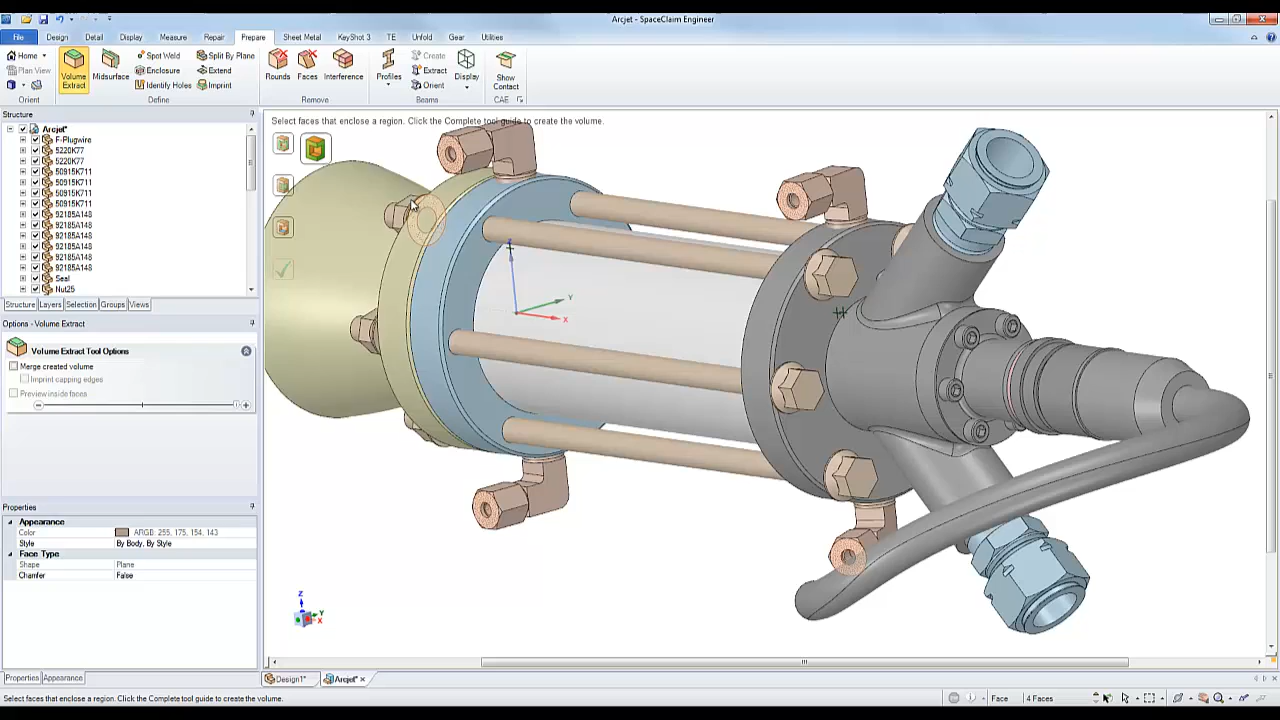 Arcjet - SpaceClaim Engineer
File Design Detail Display Measure Repair Prepare Sheet Metal KeyShot 3 TE Unfold Gear Utilities
Home
Plan View
Orient
Volume Extract
Midsurface
Spot Weld
Enclosure
Identify Holes
Split By Plane
Extend
Imprint
Define
Rounds
Faces
Interference
Remove
Profiles
Create
Extract
Orient
Display
Beams
Show Contact
CAE
Structure
Arcjet*
F-Plugwire
5220K77
5220K77
50915K711
50915K711
50915K711
50915K711
92185A148
92185A148
92185A148
92185A148
92185A148
92185A148
Seal
Nut25
Structure Layers Selection Groups Views
Options - Volume Extract
Volume Extract Tool Options
Merge created volume
Imprint capping edges
Preview inside faces
Properties
Appearance
Color ARGB: 255, 175, 154, 143
Style By Body, By Style
Face Type
Shape Plane
Chamfer False
Properties Appearance
Select faces that enclose a region. Click the Complete tool guide to create the volume.
Y
X
Z
Y
X
Design1* Arcjet*
Select faces that enclose a region. Click the Complete tool guide to create the volume.
Face 4 Faces